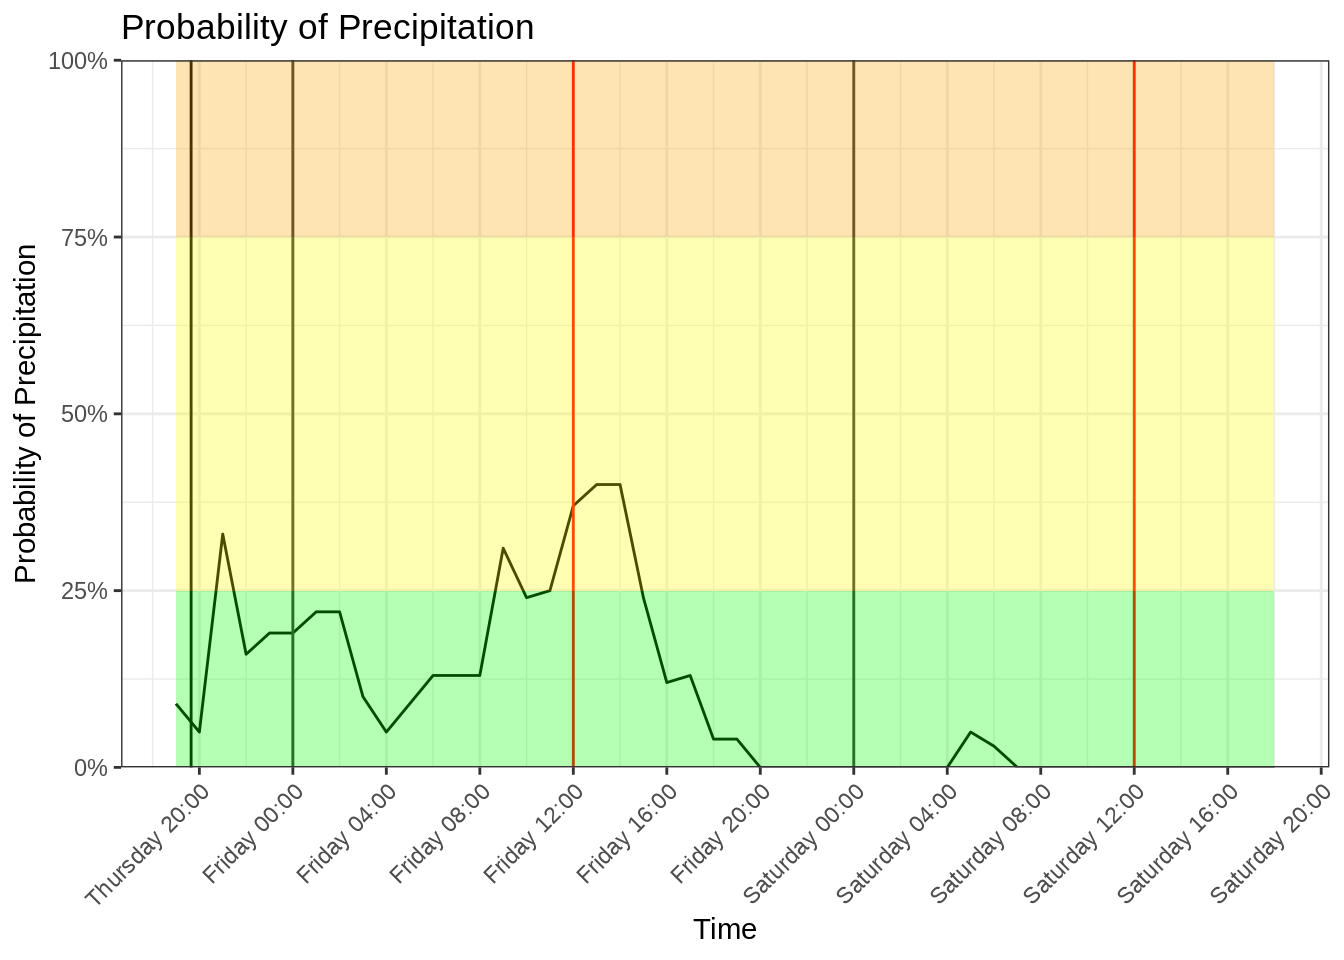 Probability of Precipitation
Probability of Precipitation
100%
75%
50%
25%
0%
Thursday 20:00
Friday 00:00
Friday 04:00
Friday 08:00
Friday 12:00
Friday 16:00
Friday 20:00
Saturday 00:00
Saturday 04:00
Saturday 08:00
Saturday 12:00
Saturday 16:00
Saturday 20:00
Time